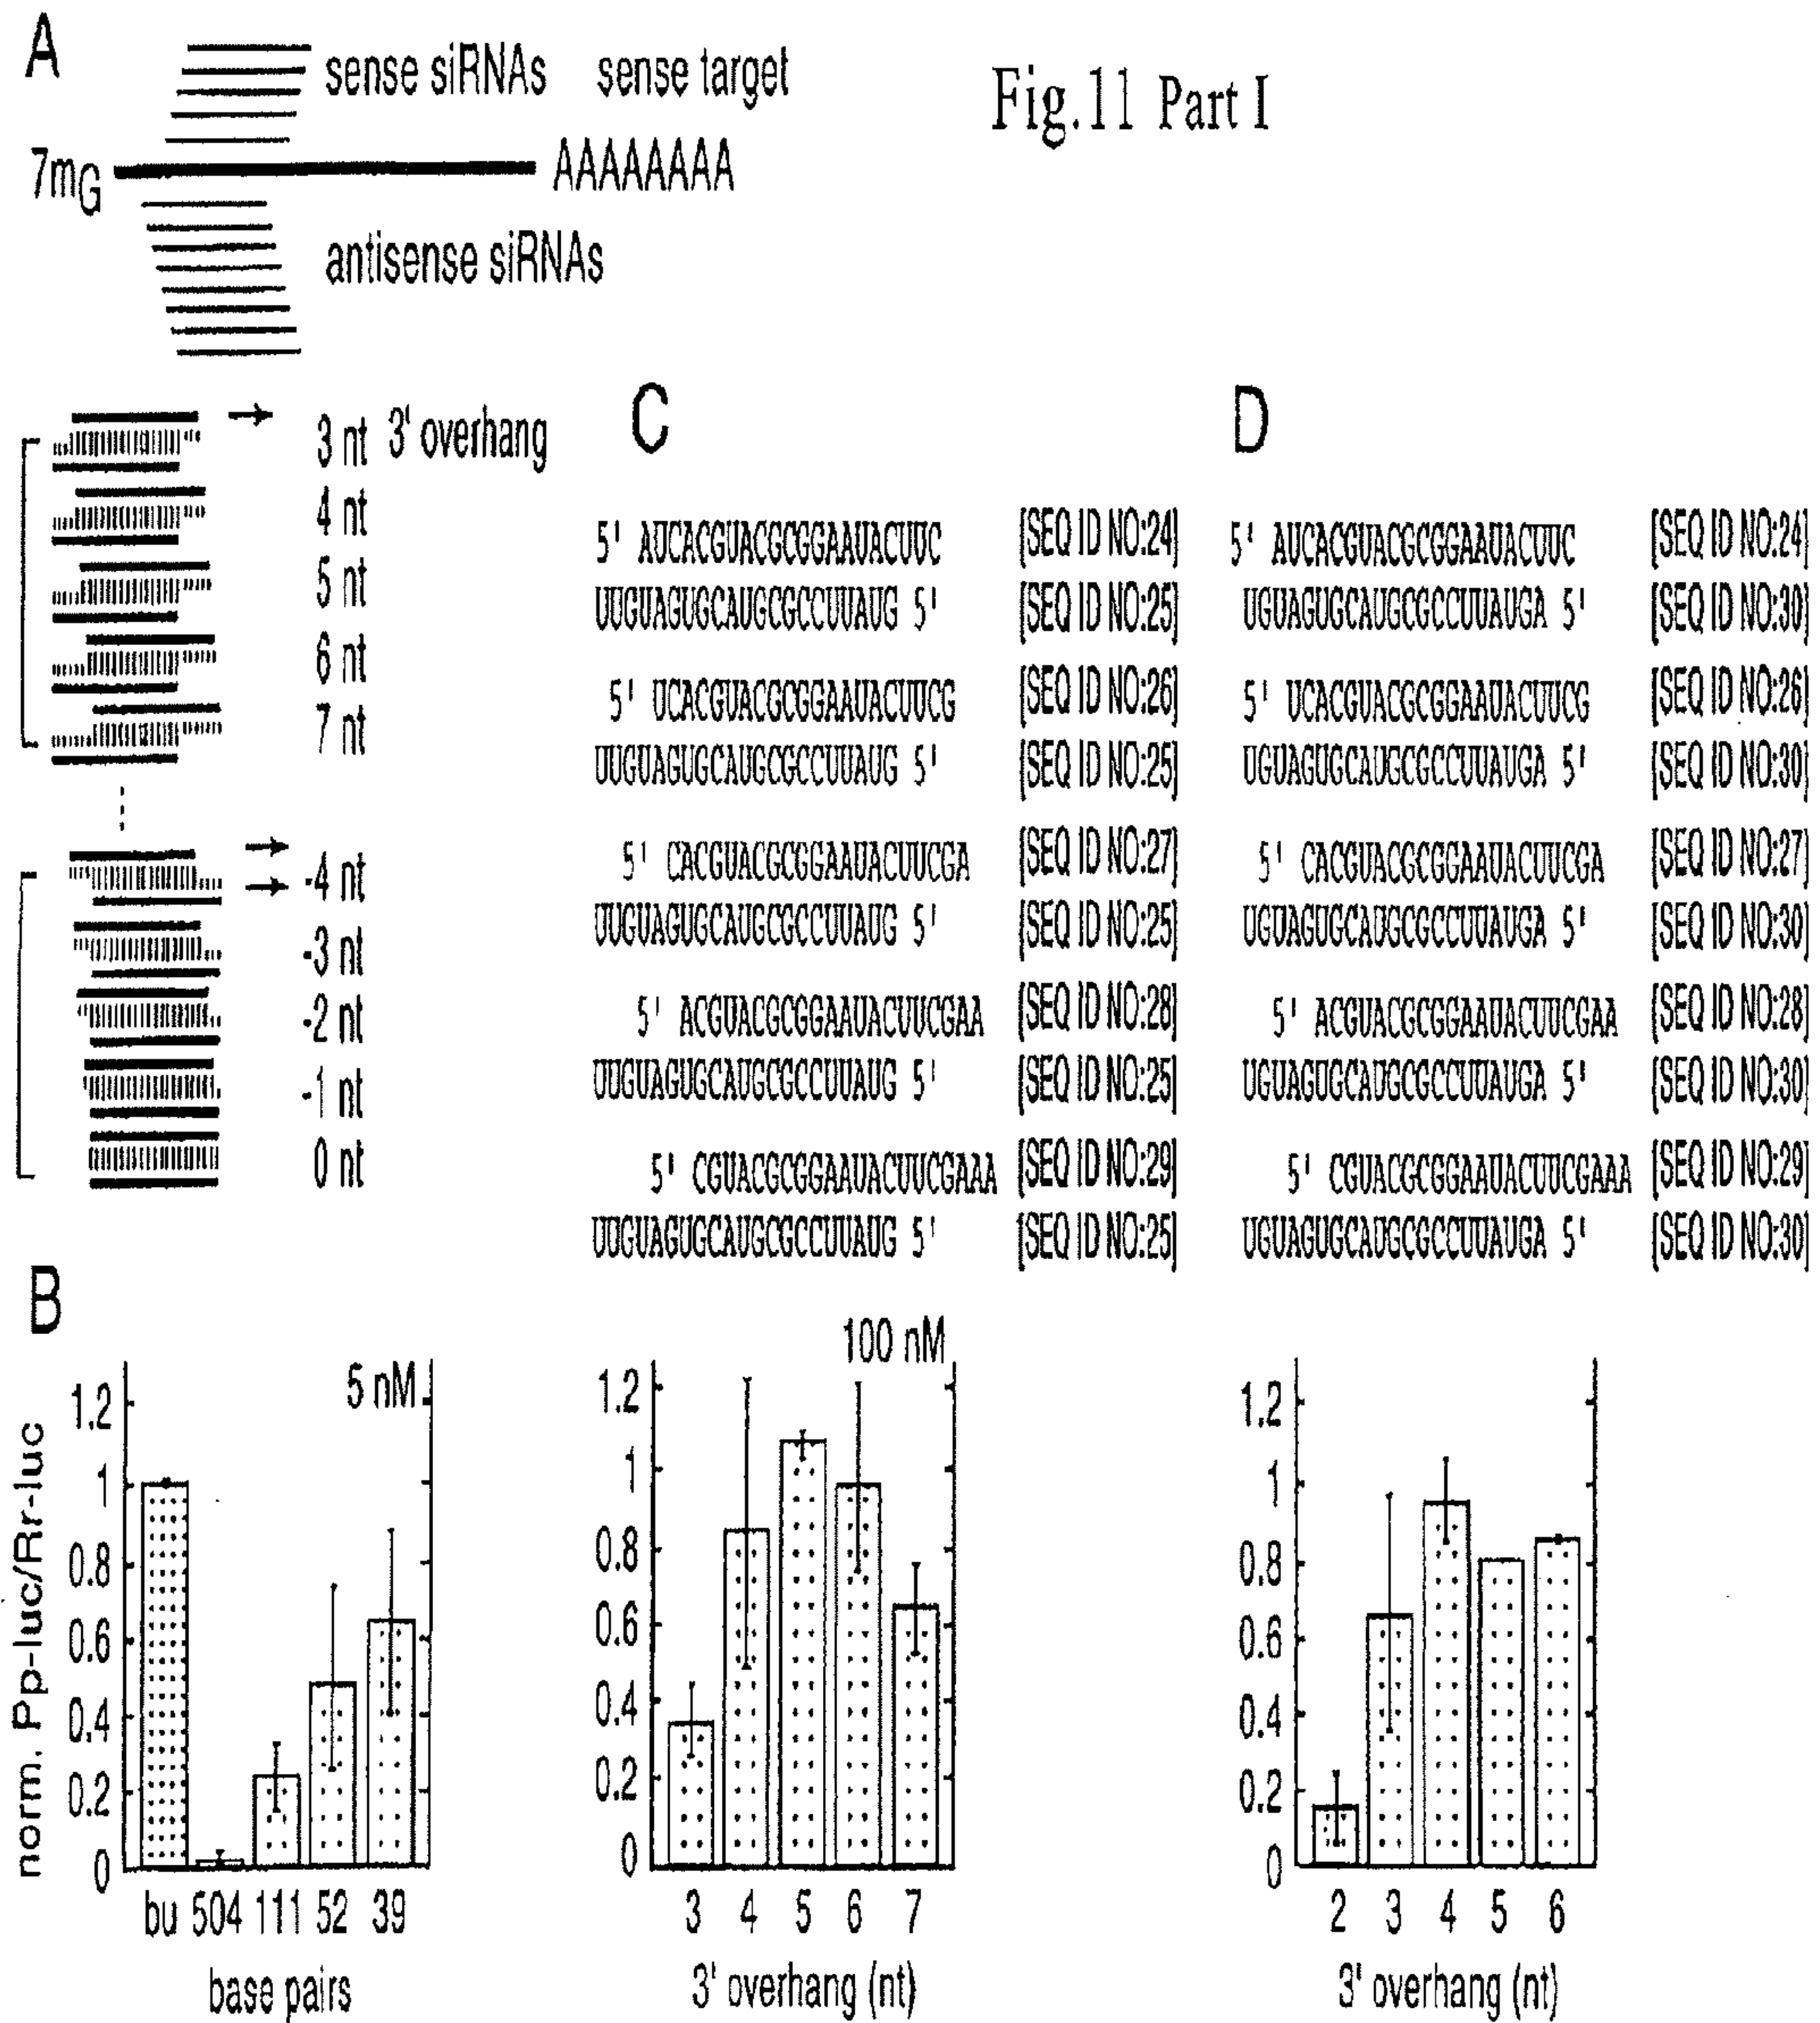 A
sense siRNAs sense target
Fig.11 Part I
7mG AAAAAAAA
antisense siRNAs
3 nt 3' overhang
4 nt
5 nt
6 nt
7 nt
-4 nt
-3 nt
-2 nt
-1 nt
0 nt
C
5' AUCACGUACGCGGAAUACUUC [SEQ ID NO:24]
UUGUAGUGCAUGCGCCUUAUG 5' [SEQ ID NO:25]
5' UCACGUACGCGGAAUACUUCG [SEQ ID NO:26]
UUGUAGUGCAUGCGCCUUAUG 5' [SEQ ID NO:25]
5' CACGUACGCGGAAUACUUCGA [SEQ ID NO:27]
UUGUAGUGCAUGCGCCUUAUG 5' [SEQ ID NO:25]
5' ACGUACGCGGAAUACUUCGAA [SEQ ID NO:28]
UUGUAGUGCAUGCGCCUUAUG 5' [SEQ ID NO:25]
5' CGUACGCGGAAUACUUCGAAA [SEQ ID NO:29]
UUGUAGUGCAUGCGCCUUAUG 5' [SEQ ID NO:25]
D
5' AUCACGUACGCGGAAUACUUC [SEQ ID NO:24]
UGUAGUGCAUGCGCCUUAUGA 5' [SEQ ID NO:30]
5' UCACGUACGCGGAAUACUUCG [SEQ ID NO:26]
UGUAGUGCAUGCGCCUUAUGA 5' [SEQ ID NO:30]
5' CACGUACGCGGAAUACUUCGA [SEQ ID NO:27]
UGUAGUGCAUGCGCCUUAUGA 5' [SEQ ID NO:30]
5' ACGUACGCGGAAUACUUCGAA [SEQ ID NO:28]
UGUAGUGCAUGCGCCUUAUGA 5' [SEQ ID NO:30]
5' CGUACGCGGAAUACUUCGAAA [SEQ ID NO:29]
UGUAGUGCAUGCGCCUUAUGA 5' [SEQ ID NO:30]
B
norm. Pp-luc/Rr-luc
5 nM
1.2
1
0.8
0.6
0.4
0.2
0
bu 504 111 52 39
base pairs
100 nM
1.2
1
0.8
0.6
0.4
0.2
0
3 4 5 6 7
3' overhang (nt)
1.2
1
0.8
0.6
0.4
0.2
0
2 3 4 5 6
3' overhang (nt)